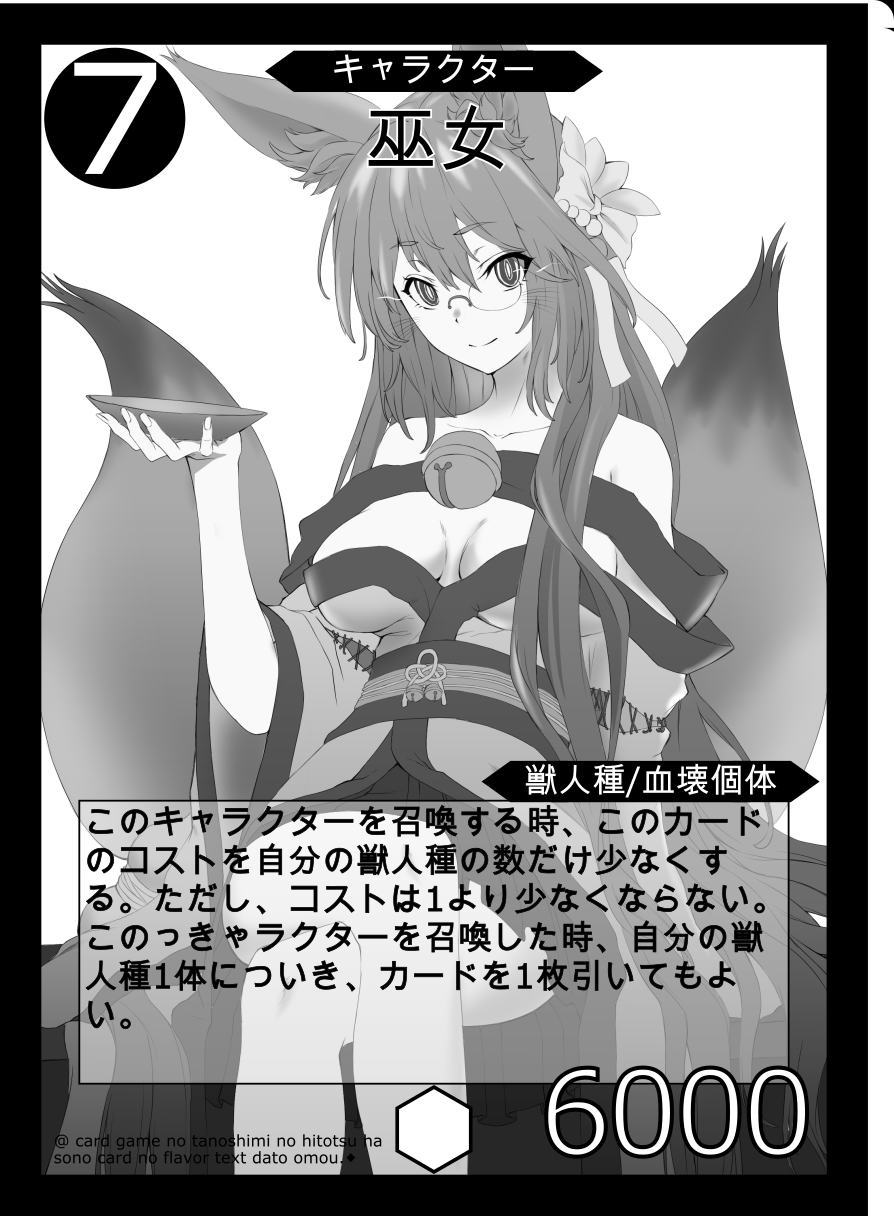 7
キャラクター
巫女
獣人種/血壊個体
このキャラクターを召喚する時、このカード
のコストを自分の獣人種の数だけ少なくす
る。ただし、コストは1より少なくならない。
このっきゃラクターを召喚した時、自分の獣
人種1体についき、カードを1枚引いてもよ
い。
6000
@ card game no tanoshimi no hitotsu ha
sono card no flavor text dato omou.◆